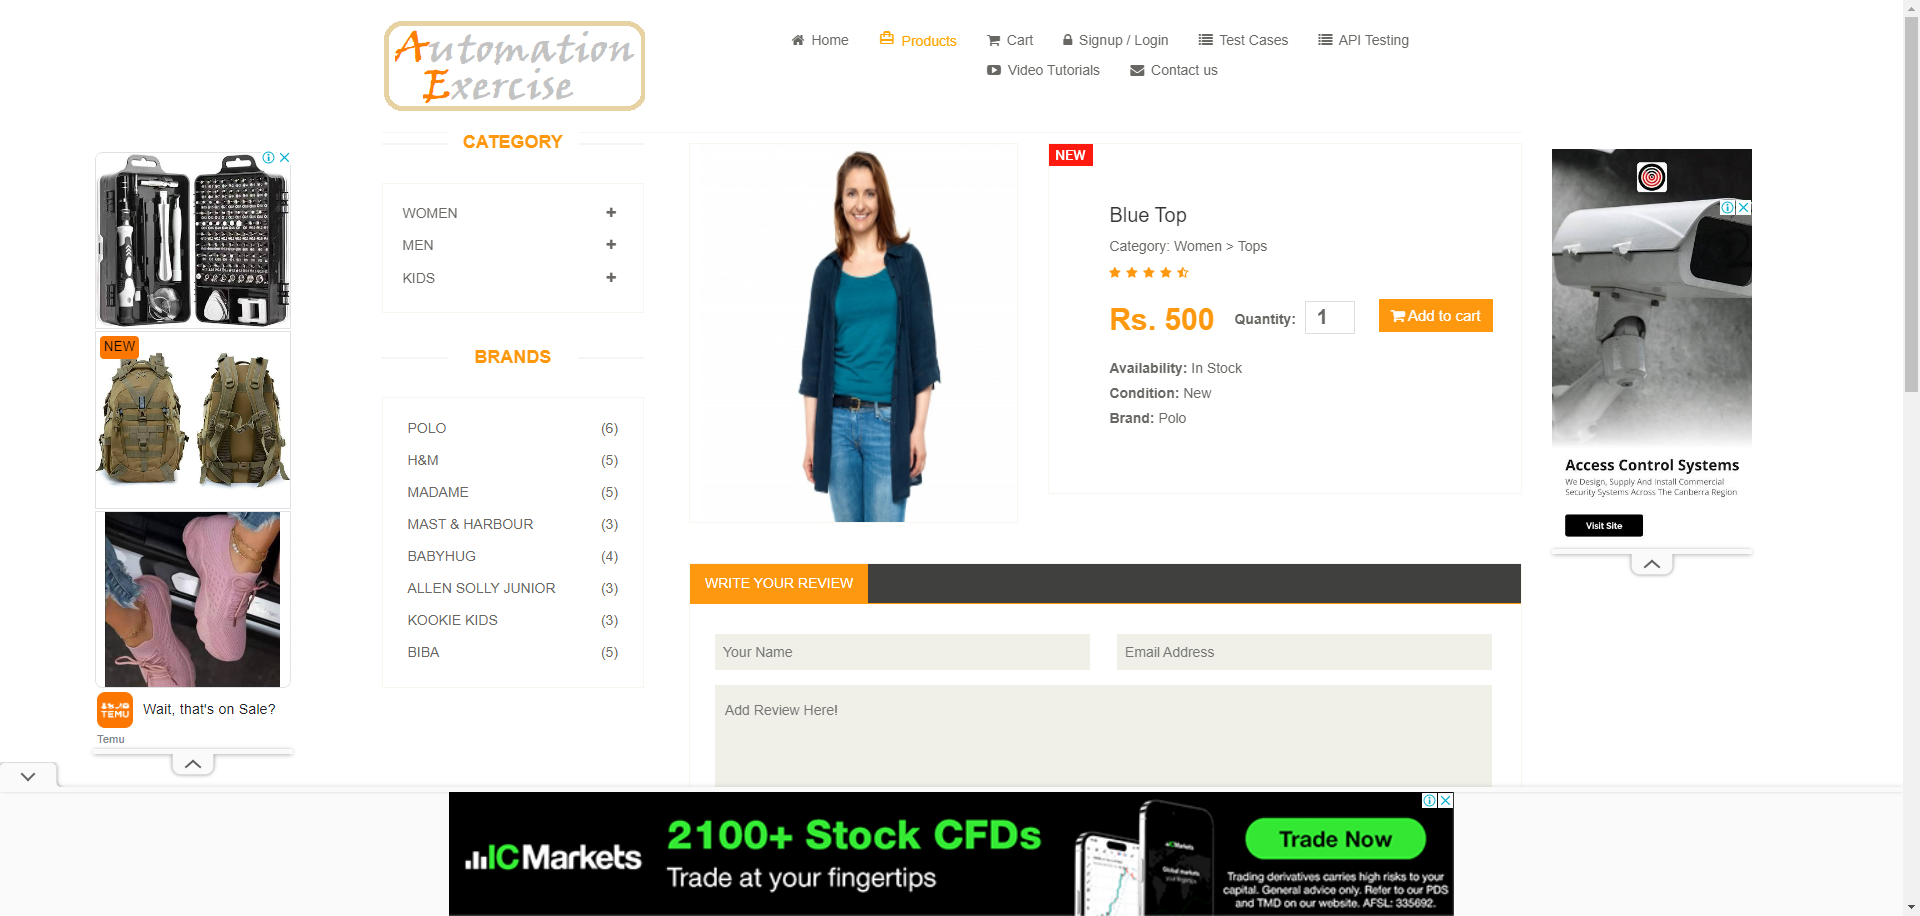 Automation
Exercise
Home
Products
Cart
Signup / Login
Test Cases
API Testing
Video Tutorials
Contact us
CATEGORY
WOMEN
MEN
KIDS
BRANDS
POLO (6)
H&M (5)
MADAME (5)
MAST & HARBOUR (3)
BABYHUG (4)
ALLEN SOLLY JUNIOR (3)
KOOKIE KIDS (3)
BIBA (5)
NEW
Blue Top
Category: Women > Tops
Rs. 500
Quantity: 1
Add to cart
Availability: In Stock
Condition: New
Brand: Polo
WRITE YOUR REVIEW
Your Name
Email Address
Add Review Here!
NEW
TEMU
Wait, that's on Sale?
Temu
Access Control Systems
We Design, Supply And Install Commercial
Security Systems Across The Canberra Region
Visit Site
ICMarkets
2100+ Stock CFDs
Trade at your fingertips
ICMarkets
Global markets
your fingertips
Trade Now
Trading derivatives carries high risks to your
capital. General advice only. Refer to our PDS
and TMD on our website. AFSL: 335692.